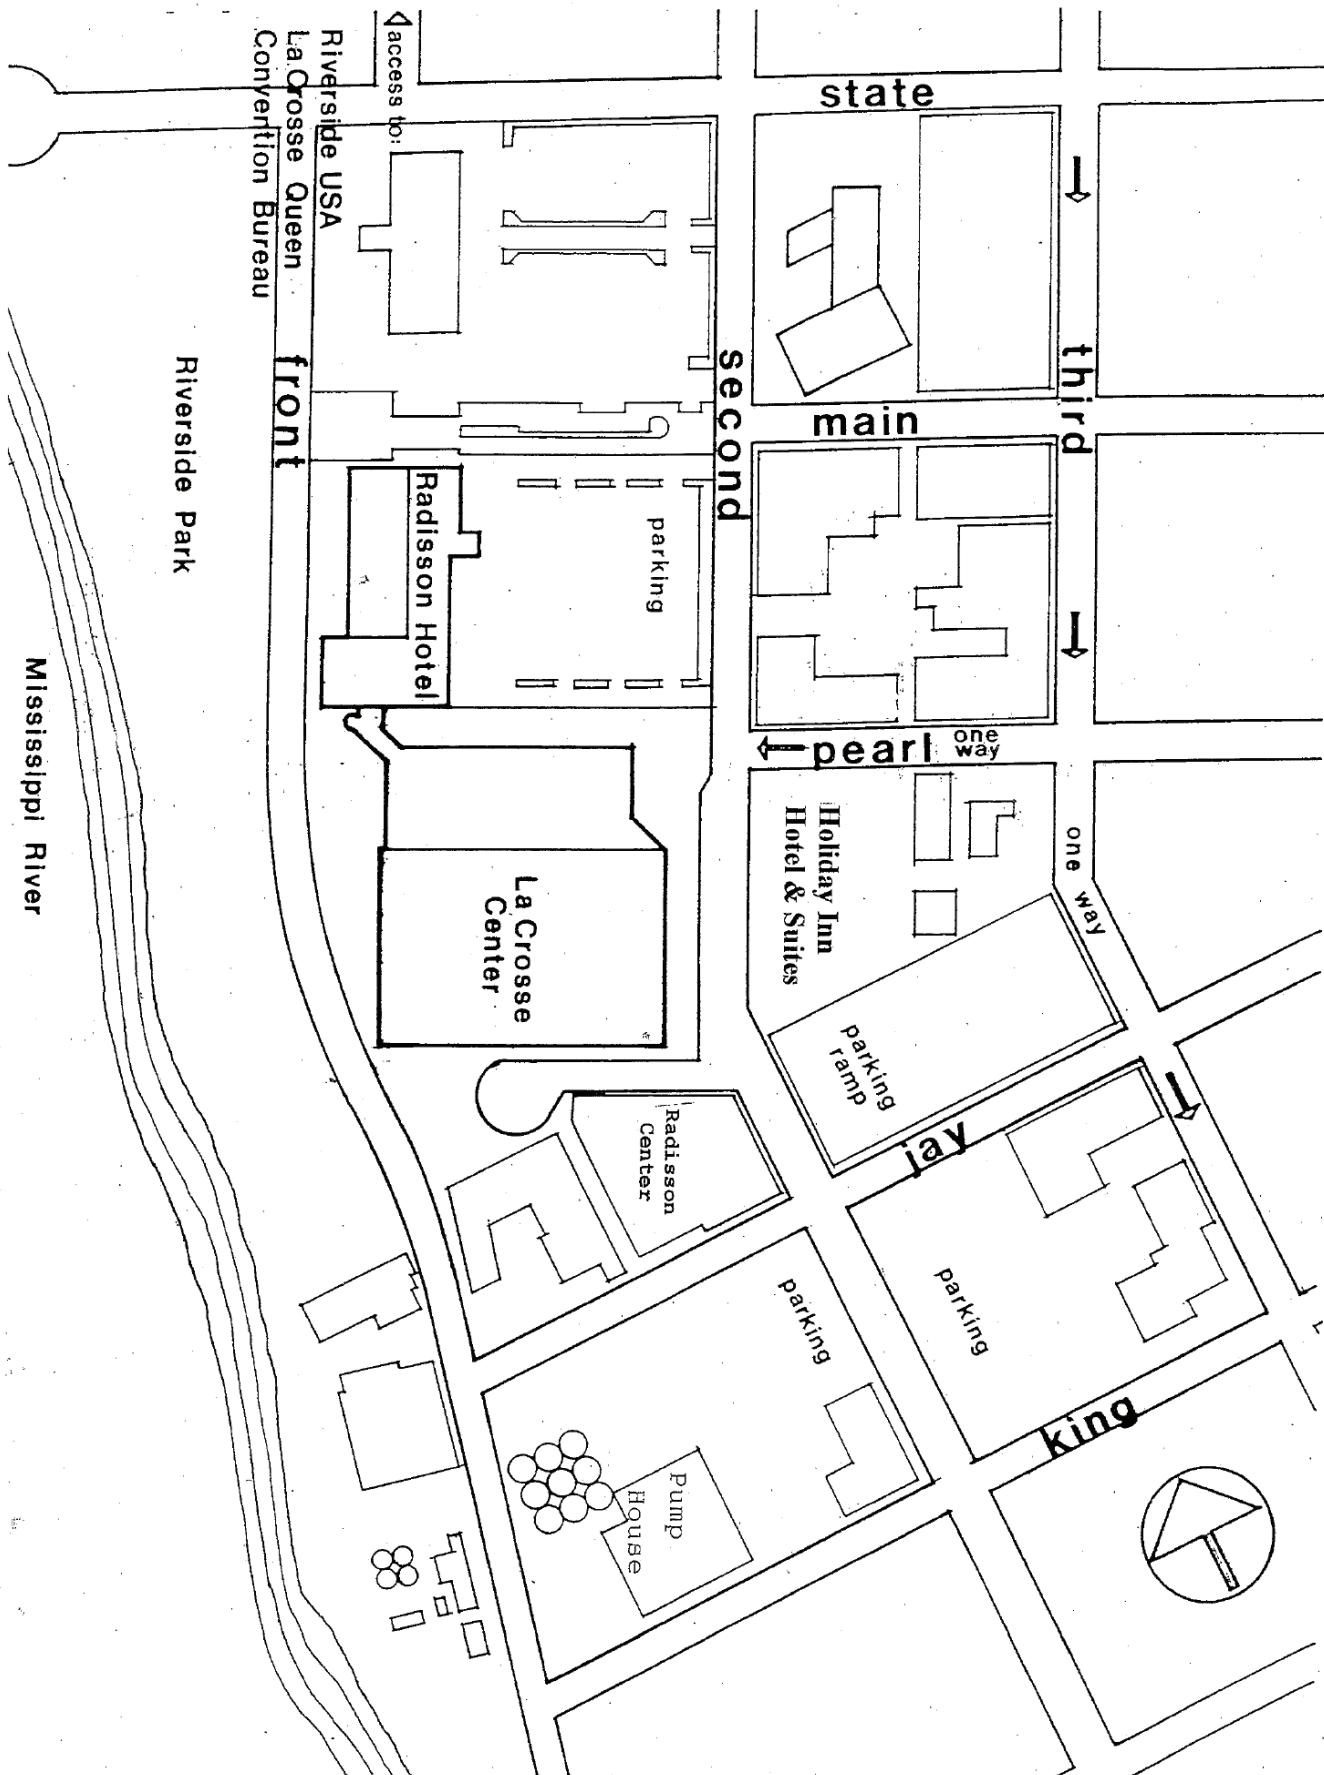 state
access to:
Riverside USA
La Crosse Queen
Convention Bureau
third
second
front
main
Riverside Park
Radisson Hotel
parking
Mississippi River
pearl
one
way
one way
Holiday Inn
Hotel & Suites
La Crosse
Center
parking
ramp
jay
Radisson
Center
parking
parking
king
Pump
House